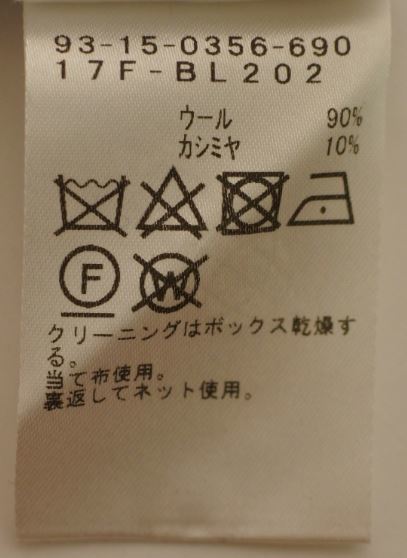 93-15-0356-690
17F-BL202
ウール 90%
カシミヤ 10%
F W
クリーニングはボックス乾燥す
る。
当て布使用。
裏返してネット使用。